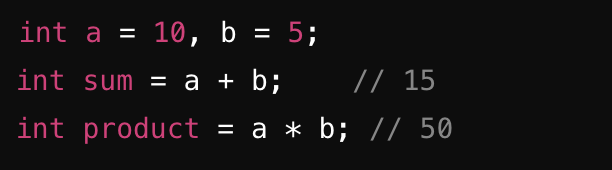 int a = 10, b = 5;
int sum = a + b;    // 15
int product = a * b; // 50